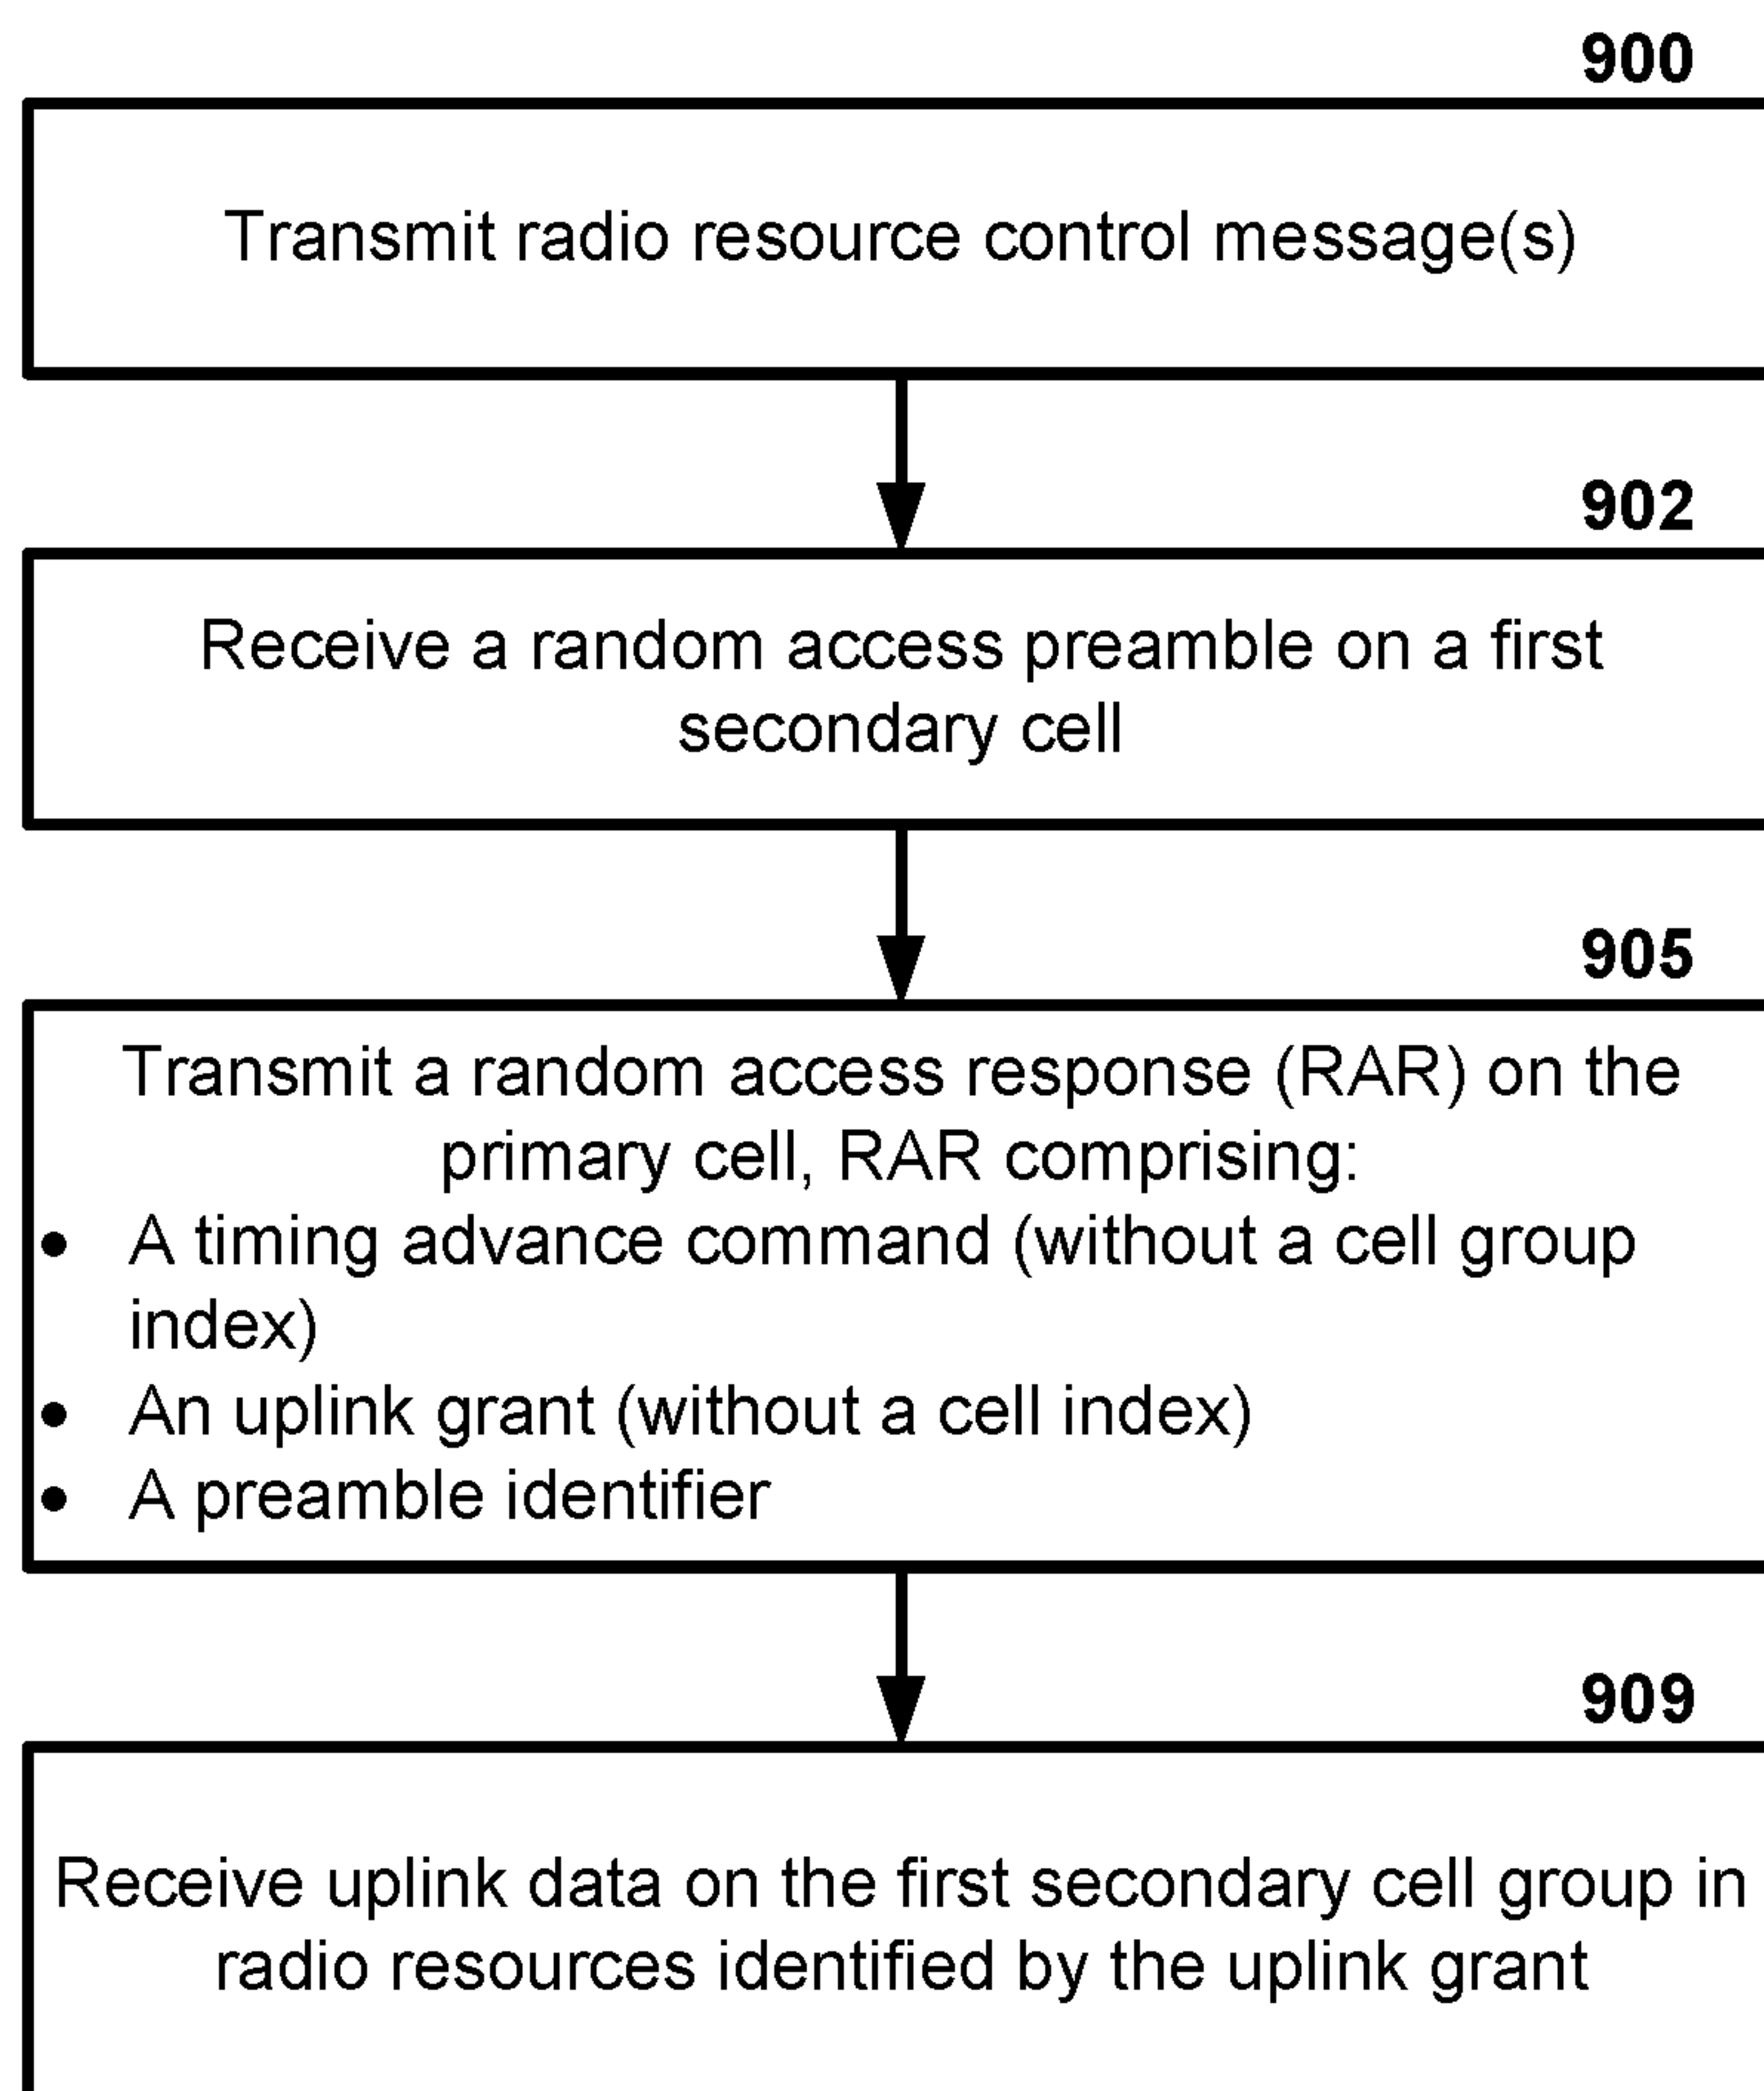 900
Transmit radio resource control message(s)
902
Receive a random access preamble on a first
secondary cell
905
Transmit a random access response (RAR) on the
primary cell, RAR comprising:
• A timing advance command (without a cell group
index)
• An uplink grant (without a cell index)
• A preamble identifier
909
Receive uplink data on the first secondary cell group in
radio resources identified by the uplink grant